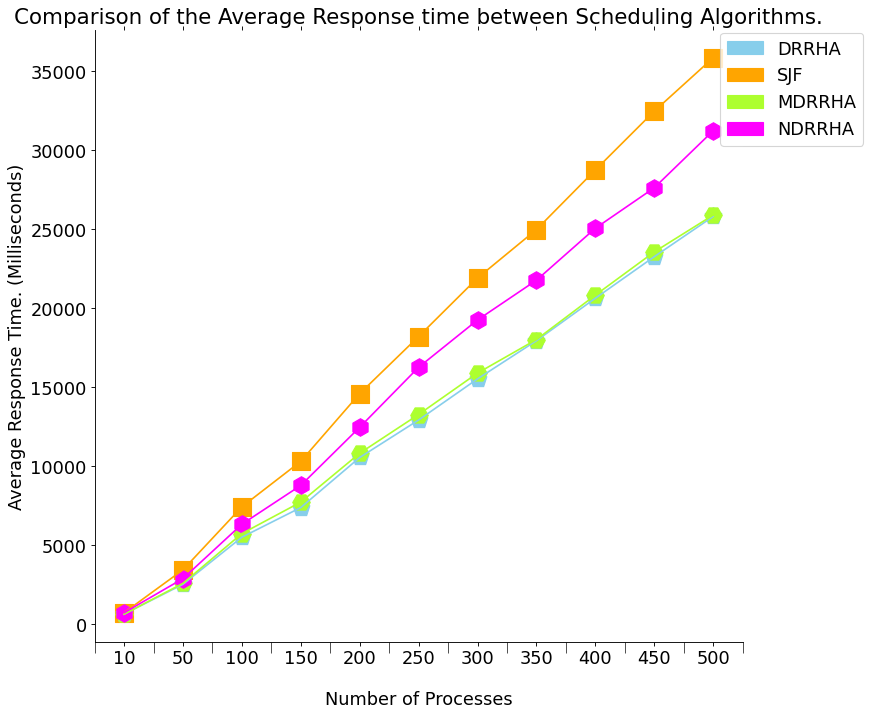 Comparison of the Average Response time between Scheduling Algorithms.
DRRHA
SJF
MDRRHA
NDRRHA
Average Response Time. (Milliseconds)
35000
30000
25000
20000
15000
10000
5000
0
10 50 100 150 200 250 300 350 400 450 500
Number of Processes